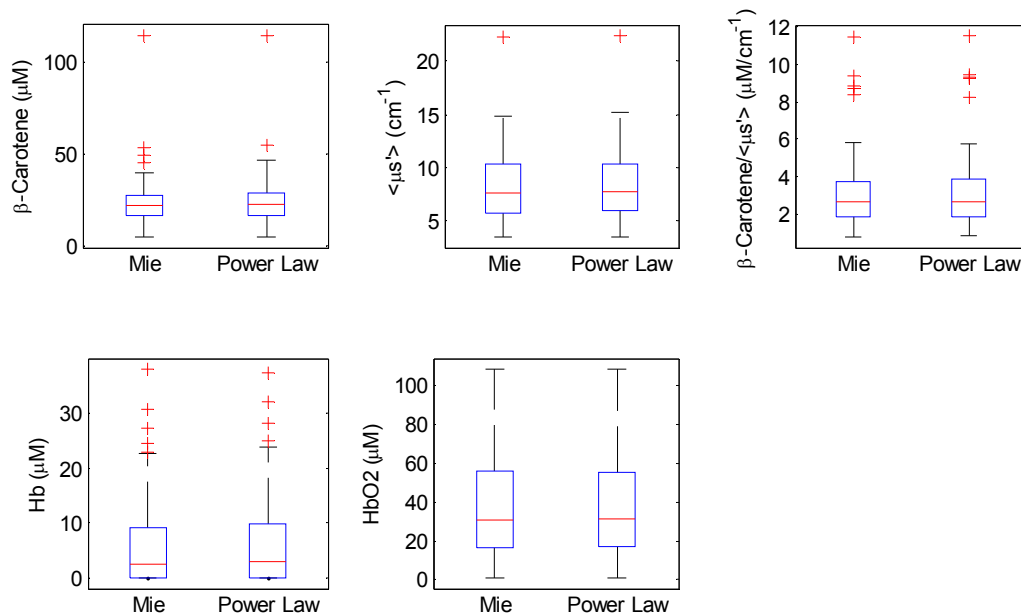 β-Carotene (μM)
100
50
0
Mie
Power Law
<μs'> (cm⁻¹)
20
15
10
5
Mie
Power Law
β-Carotene/<μs'> (μM/cm⁻¹)
12
10
8
6
4
2
Mie
Power Law
Hb (μM)
30
20
10
0
Mie
Power Law
HbO2 (μM)
100
80
60
40
20
0
Mie
Power Law